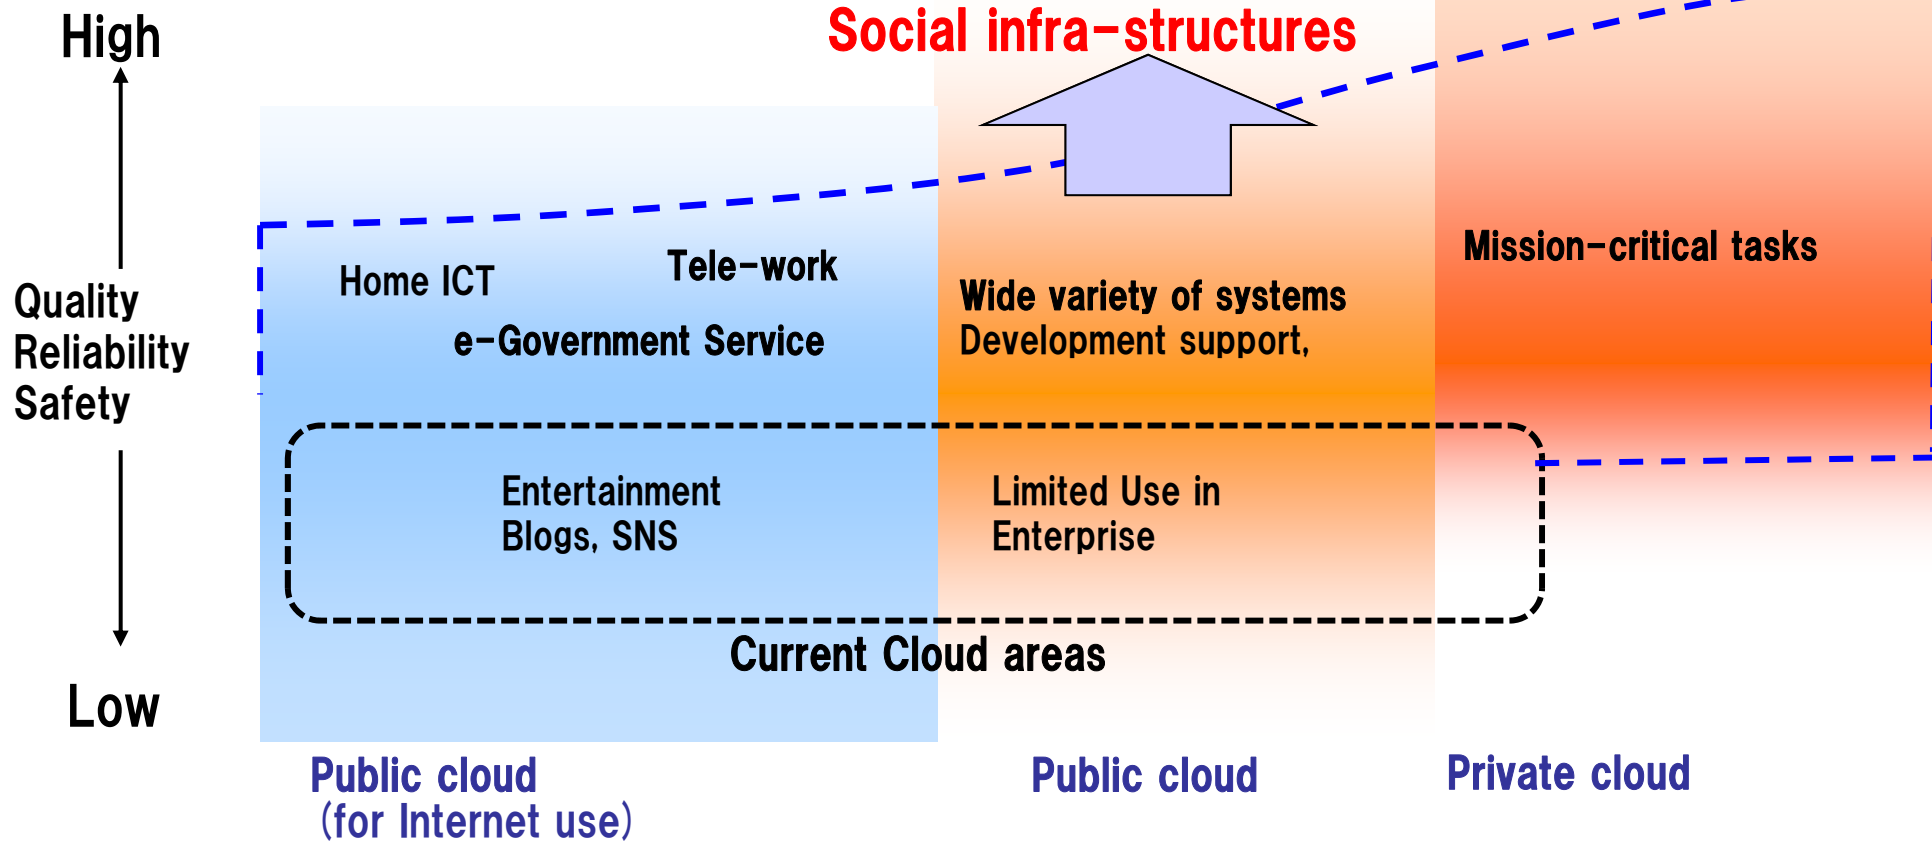 High
Social infra-structures
Quality
Reliability
Safety
Home ICT
Tele-work
e-Government Service
Wide variety of systems
Development support,
Mission-critical tasks
Entertainment
Blogs, SNS
Limited Use in
Enterprise
Current Cloud areas
Low
Public cloud
(for Internet use)
Public cloud
Private cloud